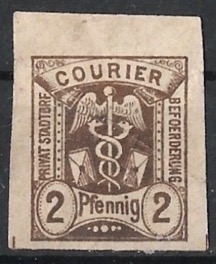 COURIER
PRIVAT STADTBRF
BEFOERDERUNG
2 Pfennig 2